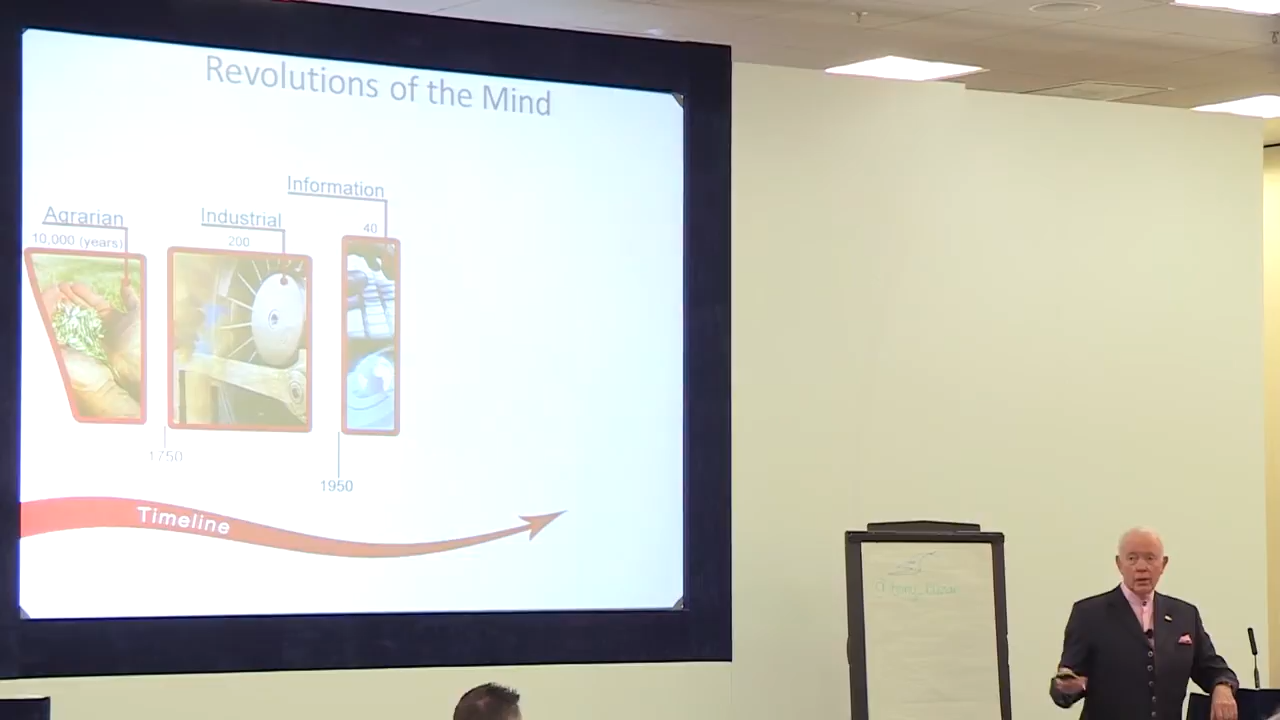 Revolutions of the Mind
Information
40
Agrarian
10,000 (years)
Industrial
200
1750
1950
Timeline